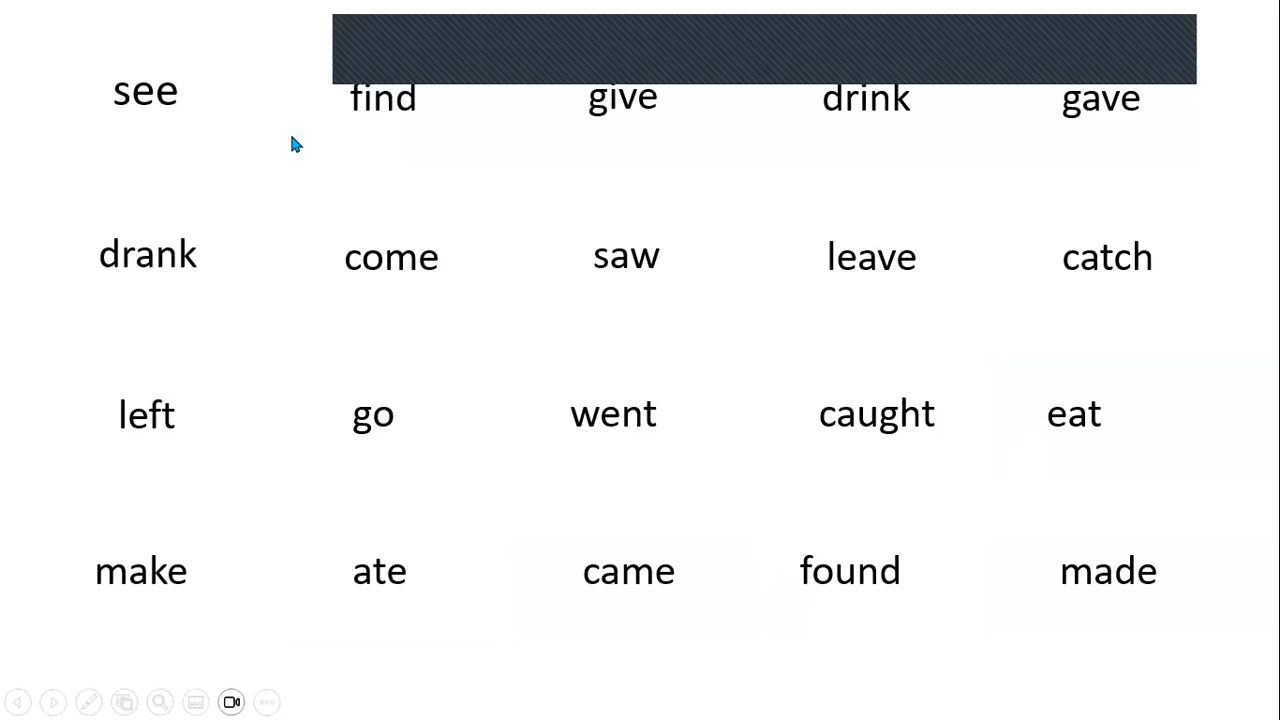 see find give drink gave
drank come saw leave catch
left go went caught eat
make ate came found made